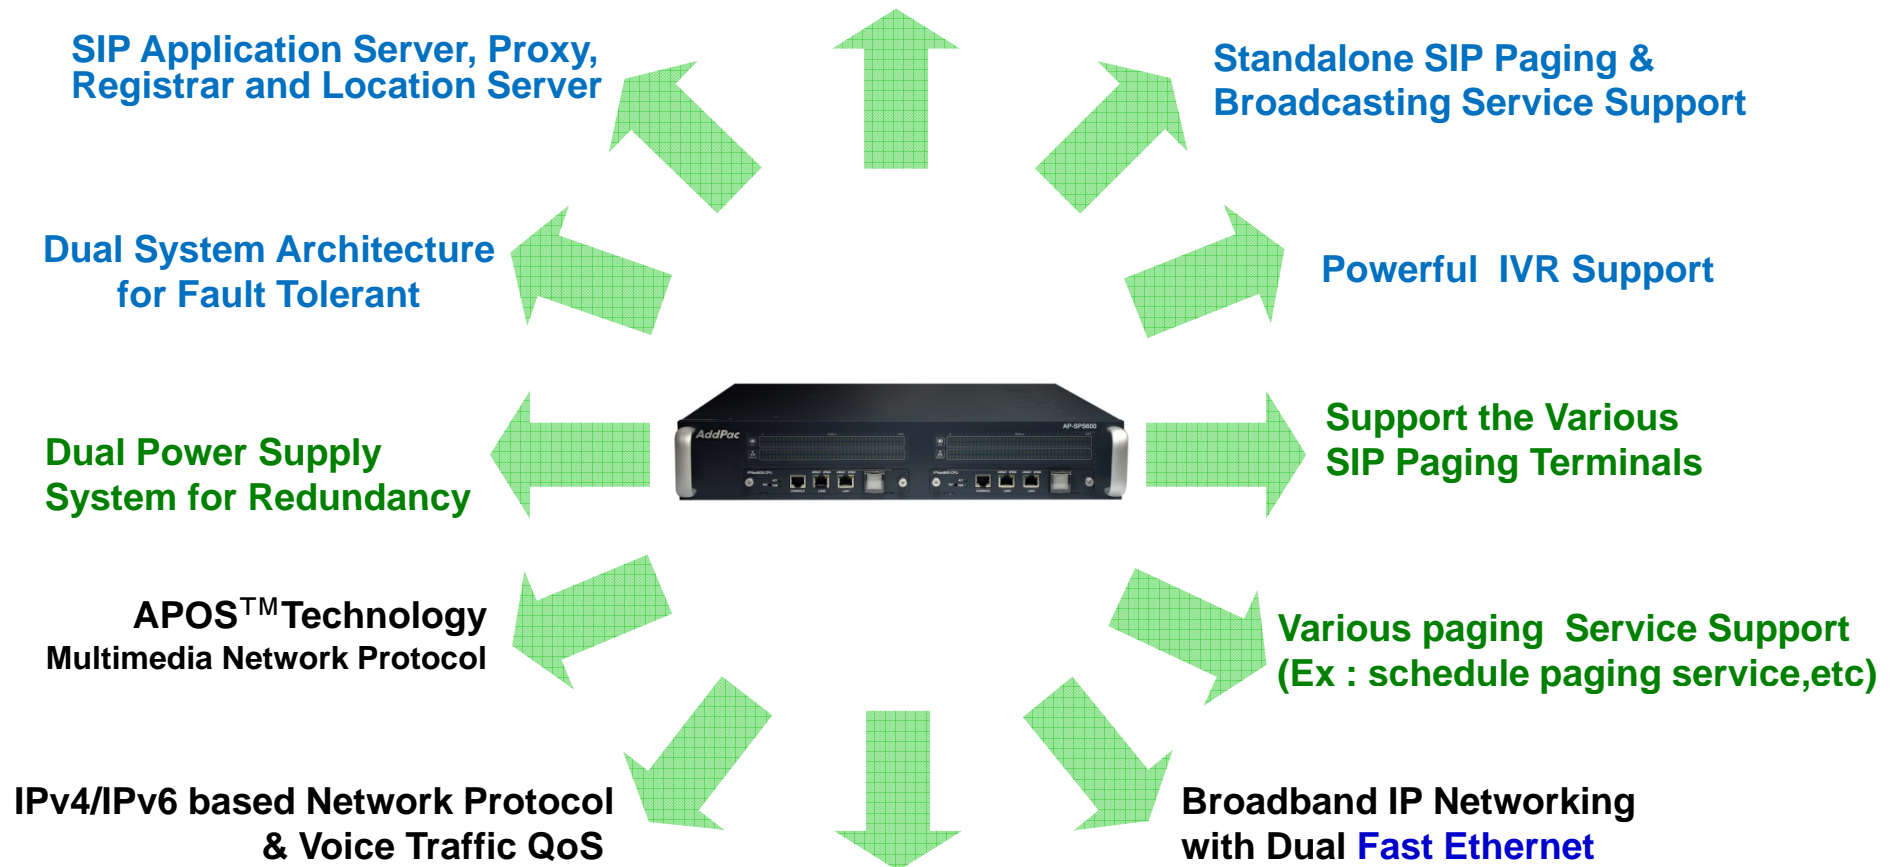 SIP Application Server, Proxy,
Registrar and Location Server
Standalone SIP Paging &
Broadcasting Service Support
Dual System Architecture
for Fault Tolerant
Powerful IVR Support
AddPac
AP-SPS600
Dual Power Supply
System for Redundancy
Support the Various
SIP Paging Terminals
APOS™Technology
Multimedia Network Protocol
Various paging Service Support
(Ex : schedule paging service,etc)
IPv4/IPv6 based Network Protocol
& Voice Traffic QoS
Broadband IP Networking
with Dual Fast Ethernet